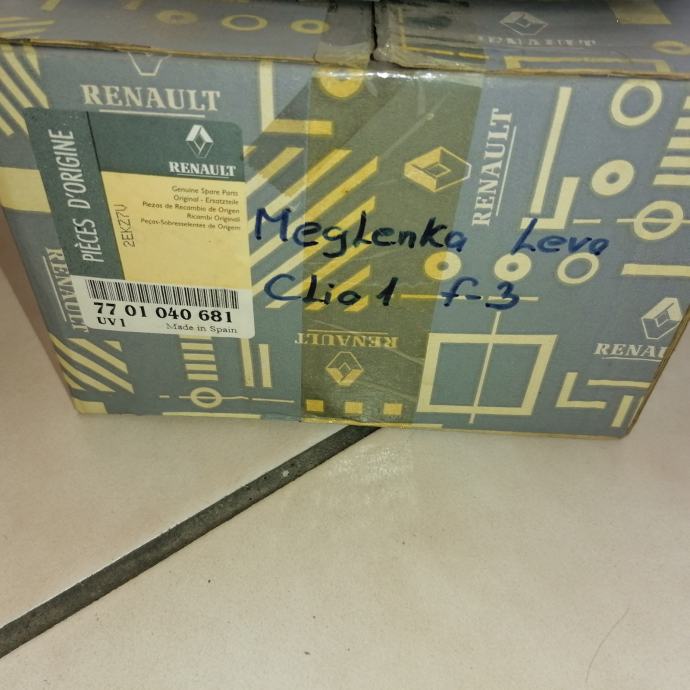 RENAULT
RENAULT
PIÈCES D'ORIGINE
RENAULT
2EKZ7U
Genuine Spare Parts
Original - Ersatzteile
Piezas de Recambio de Origen
Ricambi Originali
Peças-Sobresselentes de Origem
MegLenka Leva
CLio 1 f-3
77 01 040 681
UV1
Made in Spain
RENAULT
RENAULT
RENAU